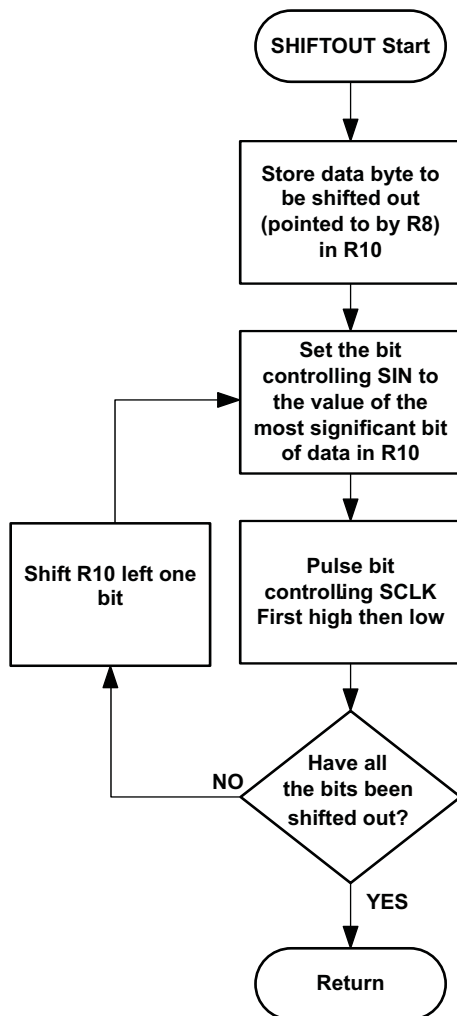 SHIFTOUT Start
Store data byte to
be shifted out
(pointed to by R8)
in R10
Set the bit
controlling SIN to
the value of the
most significant bit
of data in R10
Shift R10 left one
bit
Pulse bit
controlling SCLK
First high then low
Have all
the bits been
shifted out?
NO
YES
Return